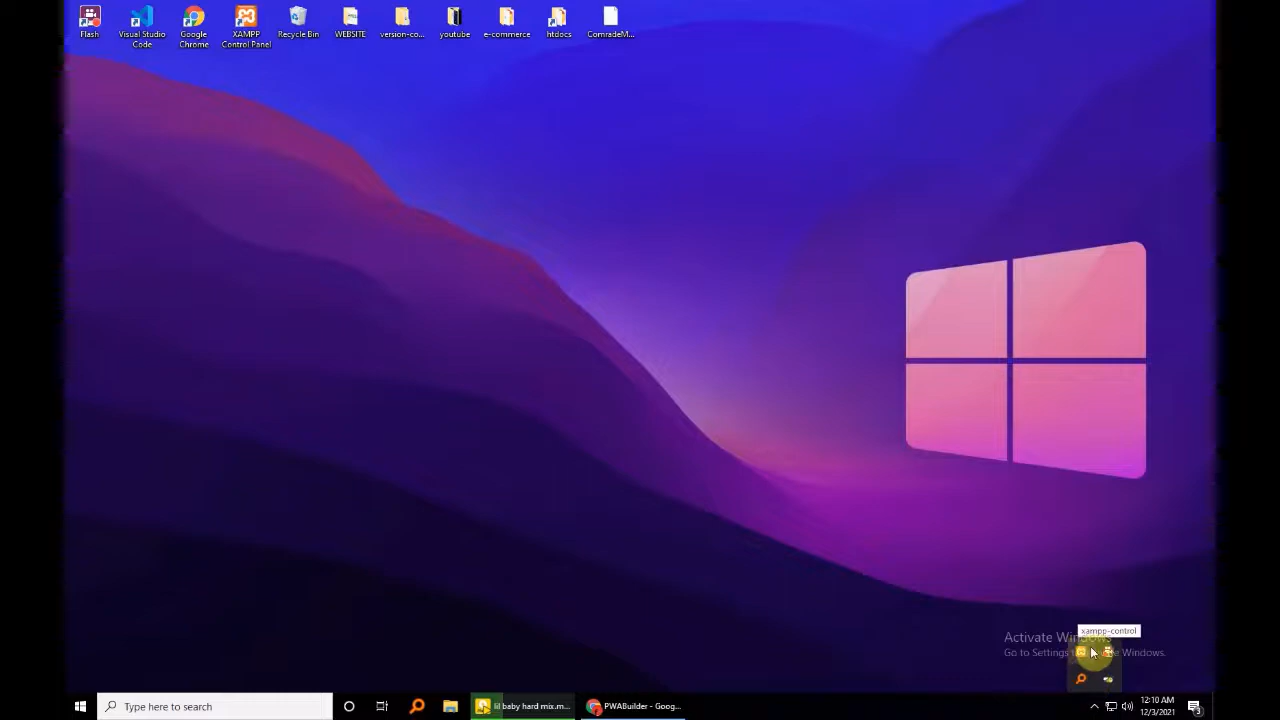 Flash
Visual Studio Code
Google Chrome
XAMPP Control Panel
Recycle Bin
WEBSITE
version-co...
youtube
e-commerce
htdocs
ComradeM...
xampp-control
Activate Windows
Go to Settings to activate Windows.
Type here to search
baby hard mix.m...
PWABuilder - Goog...
12:10 AM
12/3/2021